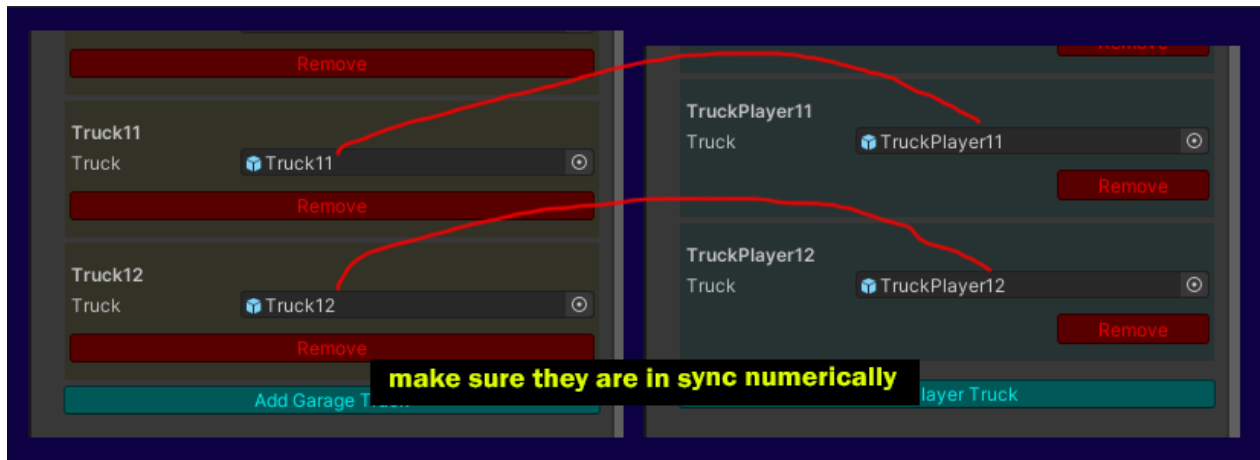 Remove
Truck11
Truck
Truck11
Remove
Truck12
Truck
Truck12
Remove
Add Garage
Remove
TruckPlayer11
Truck
TruckPlayer11
Remove
TruckPlayer12
Truck
TruckPlayer12
Remove
layer Truck
make sure they are in sync numerically